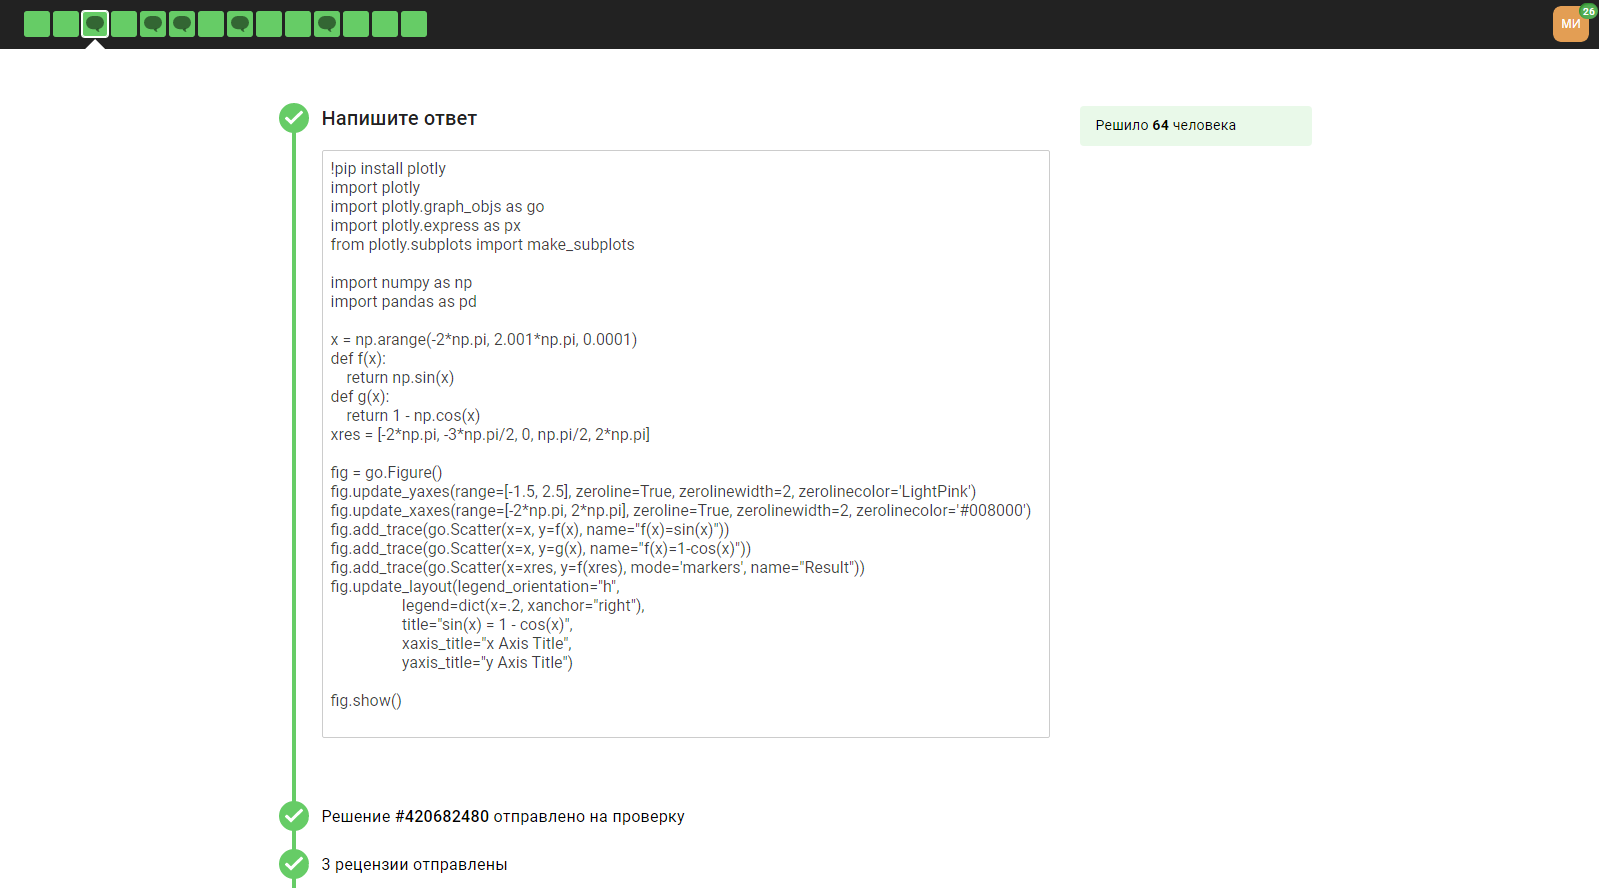 МИ
26
Напишите ответ
Решило 64 человека
!pip install plotly
import plotly
import plotly.graph_objs as go
import plotly.express as px
from plotly.subplots import make_subplots
import numpy as np
import pandas as pd
x = np.arange(-2*np.pi, 2.001*np.pi, 0.0001)
def f(x):
    return np.sin(x)
def g(x):
    return 1 - np.cos(x)
xres = [-2*np.pi, -3*np.pi/2, 0, np.pi/2, 2*np.pi]
fig = go.Figure()
fig.update_yaxes(range=[-1.5, 2.5], zeroline=True, zerolinewidth=2, zerolinecolor='LightPink')
fig.update_xaxes(range=[-2*np.pi, 2*np.pi], zeroline=True, zerolinewidth=2, zerolinecolor='#008000')
fig.add_trace(go.Scatter(x=x, y=f(x), name="f(x)=sin(x)"))
fig.add_trace(go.Scatter(x=x, y=g(x), name="f(x)=1-cos(x)"))
fig.add_trace(go.Scatter(x=xres, y=f(xres), mode='markers', name="Result"))
fig.update_layout(legend_orientation="h",
                  legend=dict(x=.2, xanchor="right"),
                  title="sin(x) = 1 - cos(x)",
                  xaxis_title="x Axis Title",
                  yaxis_title="y Axis Title")
fig.show()
Решение #420682480 отправлено на проверку
3 рецензии отправлены